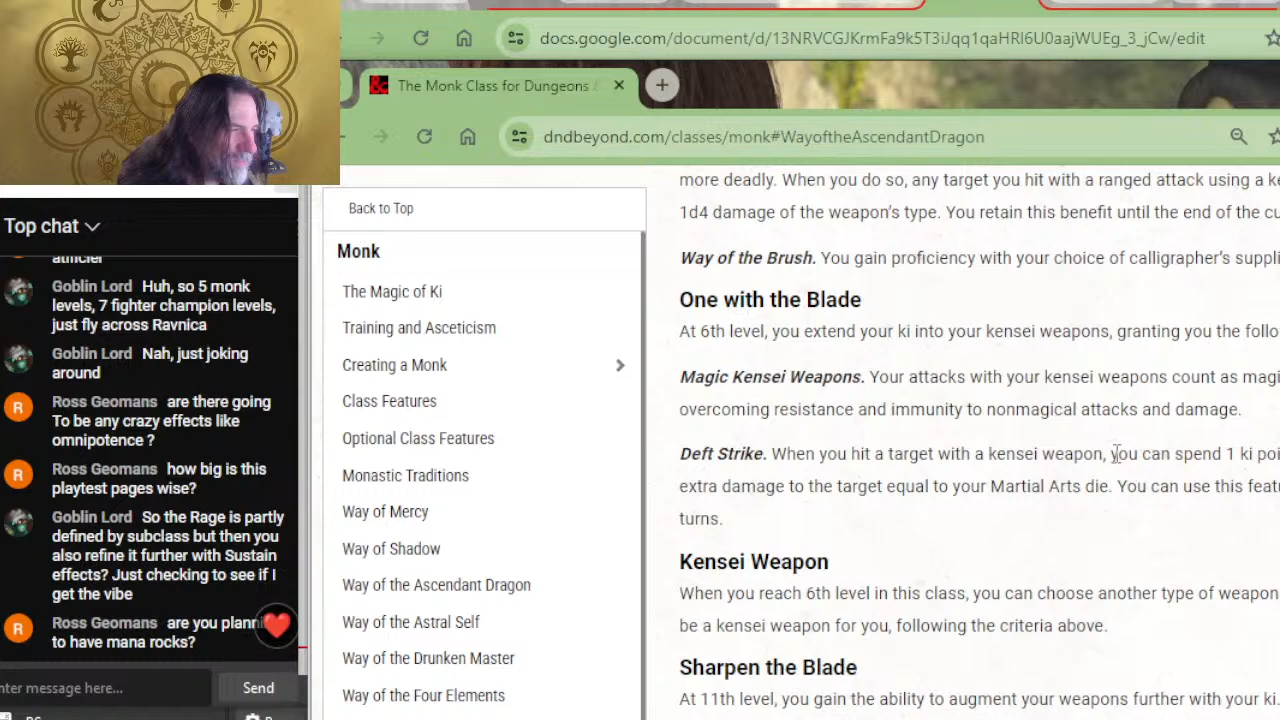 docs.google.com/document/d/13NRVCGJKrmFa9k5T3iJqq1qaHRl6U0aajWUEg_3_jCw/edit
The Monk Class for Dungeons &
dndbeyond.com/classes/monk#WayoftheAscendantDragon
Top chat
artificer
Goblin Lord Huh, so 5 monk
levels, 7 fighter champion levels,
just fly across Ravnica
Goblin Lord Nah, just joking
around
Ross Geomans are there going
To be any crazy effects like
omnipotence ?
Ross Geomans how big is this
playtest pages wise?
Goblin Lord So the Rage is partly
defined by subclass but then you
also refine it further with Sustain
effects? Just checking to see if I
get the vibe
Ross Geomans are you planni
to have mana rocks?
nter message here...
Send
Back to Top
Monk
The Magic of Ki
Training and Asceticism
Creating a Monk
Class Features
Optional Class Features
Monastic Traditions
Way of Mercy
Way of Shadow
Way of the Ascendant Dragon
Way of the Astral Self
Way of the Drunken Master
Way of the Four Elements
more deadly. When you do so, any target you hit with a ranged attack using a ke
1d4 damage of the weapon's type. You retain this benefit until the end of the cu
Way of the Brush. You gain proficiency with your choice of calligrapher's suppli
One with the Blade
At 6th level, you extend your ki into your kensei weapons, granting you the follo
Magic Kensei Weapons. Your attacks with your kensei weapons count as magi
overcoming resistance and immunity to nonmagical attacks and damage.
Deft Strike. When you hit a target with a kensei weapon, you can spend 1 ki poi
extra damage to the target equal to your Martial Arts die. You can use this featu
turns.
Kensei Weapon
When you reach 6th level in this class, you can choose another type of weapon
be a kensei weapon for you, following the criteria above.
Sharpen the Blade
At 11th level, you gain the ability to augment your weapons further with your ki.